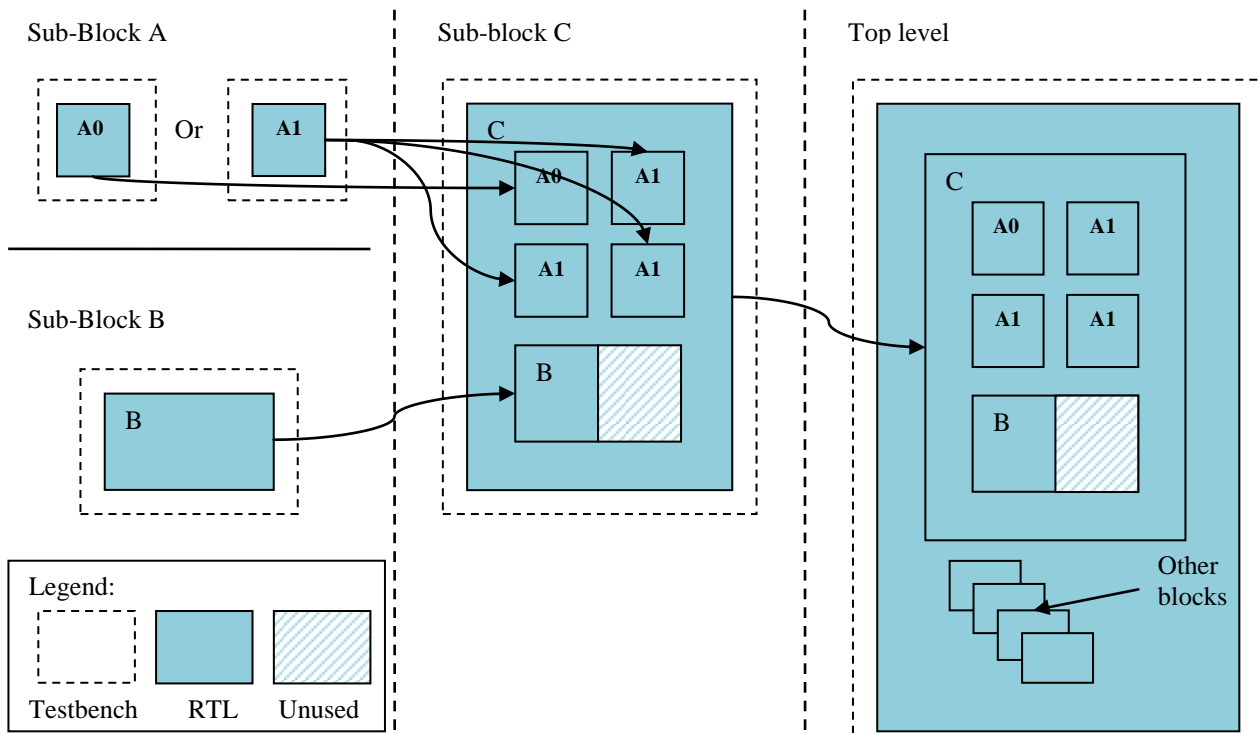 Sub-Block A
A0
Or
A1
Sub-Block B
B
Legend:
Testbench
RTL
Unused
Sub-block C
C
A0
A1
A1
A1
B
Top level
C
A0
A1
A1
A1
B
Other
blocks